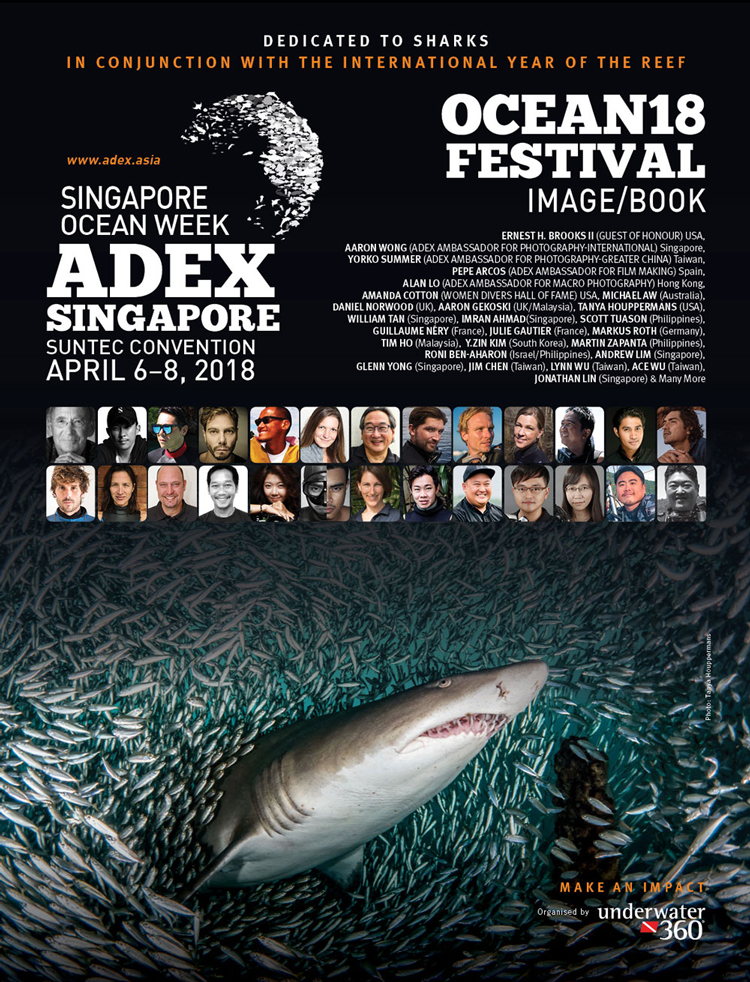 DEDICATED TO SHARKS
IN CONJUNCTION WITH THE INTERNATIONAL YEAR OF THE REEF
www.adex.asia
SINGAPORE
OCEAN WEEK
ADEX
SINGAPORE
SUNTEC CONVENTION
APRIL 6–8, 2018
OCEAN18
FESTIVAL
IMAGE/BOOK
ERNEST H. BROOKS II (GUEST OF HONOUR) USA,
AARON WONG (ADEX AMBASSADOR FOR PHOTOGRAPHY-INTERNATIONAL) Singapore,
YORKO SUMMER (ADEX AMBASSADOR FOR PHOTOGRAPHY-GREATER CHINA) Taiwan,
PEPE ARCOS (ADEX AMBASSADOR FOR FILM MAKING) Spain,
ALAN LO (ADEX AMBASSADOR FOR MACRO PHOTOGRAPHY) Hong Kong,
AMANDA COTTON (WOMEN DIVERS HALL OF FAME) USA, MICHAEL AW (Australia),
DANIEL NORWOOD (UK), AARON GEKOSKI (UK/Malaysia), TANYA HOUPPERMANS (USA),
WILLIAM TAN (Singapore), IMRAN AHMAD(Singapore), SCOTT TUASON (Philippines),
GUILLAUME NÉRY (France), JULIE GAUTIER (France), MARKUS ROTH (Germany),
TIM HO (Malaysia), Y.ZIN KIM (South Korea), MARTIN ZAPANTA (Philippines),
RONI BEN-AHARON (Israel/Philippines), ANDREW LIM (Singapore),
GLENN YONG (Singapore), JIM CHEN (Taiwan), LYNN WU (Taiwan), ACE WU (Taiwan),
JONATHAN LIN (Singapore) & Many More
Photo: Tanya Houppermans
MAKE AN IMPACT
Organised by underwater
360